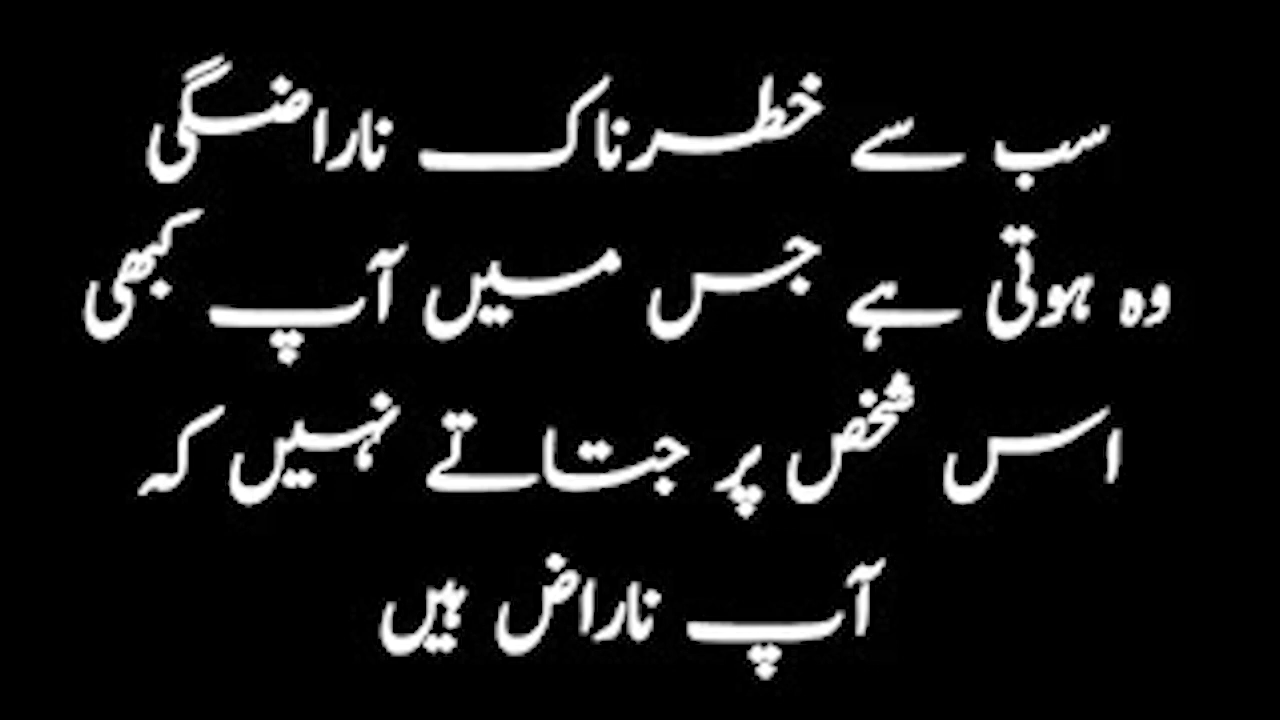 سب سے خطرناک ناراضگی
وہ ہوتی ہے جس میں آپ کبھی
اس شخص پر جتاتے نہیں کہ
آپ ناراض ہیں